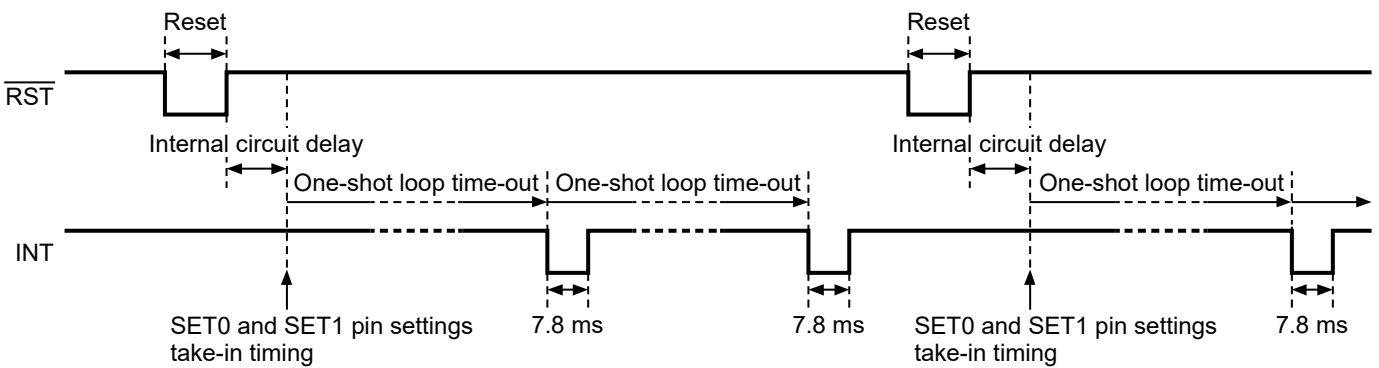 Reset
Reset
RST
Internal circuit delay
Internal circuit delay
One-shot loop time-out
One-shot loop time-out
One-shot loop time-out
INT
SET0 and SET1 pin settings
take-in timing
7.8 ms
7.8 ms
SET0 and SET1 pin settings
take-in timing
7.8 ms